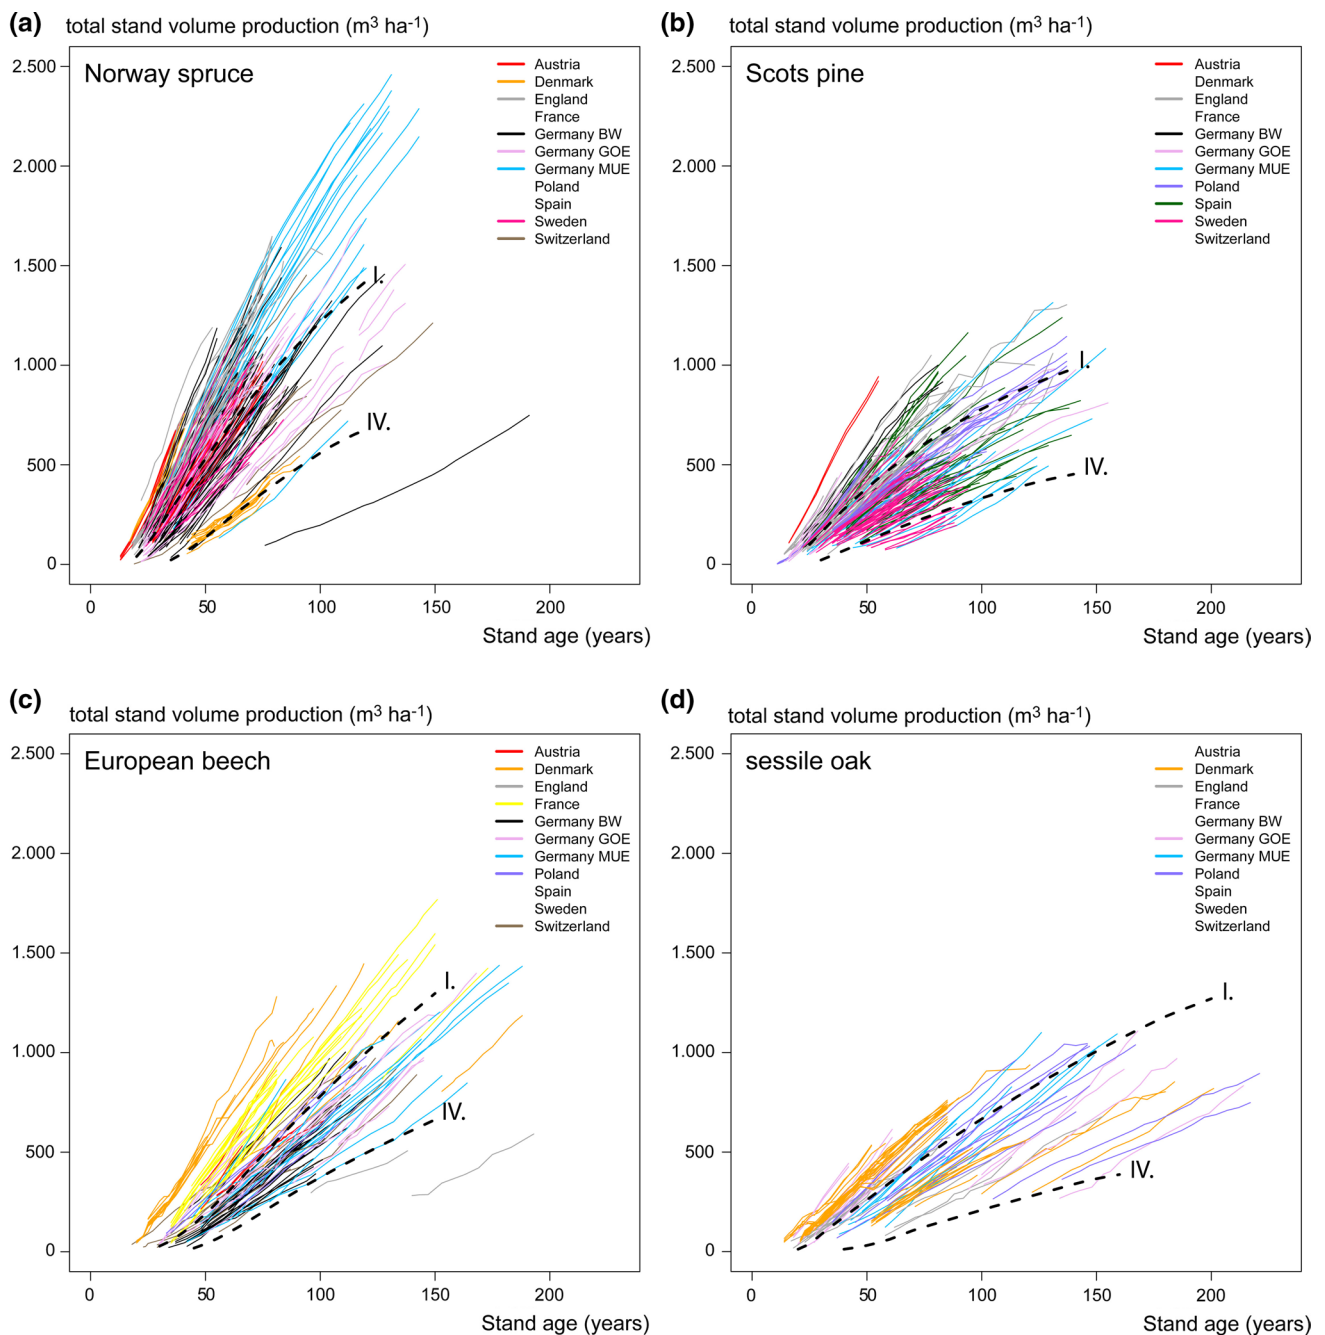 (a) total stand volume production (m3 ha-1)
Norway spruce
2.500
2.000
1.500
1.000
500
0
0 50 100 150 200
Stand age (years)
Austria
Denmark
England
France
Germany BW
Germany GOE
Germany MUE
Poland
Spain
Sweden
Switzerland
I.
IV.
(b) total stand volume production (m3 ha-1)
Scots pine
2.500
2.000
1.500
1.000
500
0
0 50 100 150 200
Stand age (years)
Austria
Denmark
England
France
Germany BW
Germany GOE
Germany MUE
Poland
Spain
Sweden
Switzerland
I.
IV.
(c) total stand volume production (m3 ha-1)
European beech
2.500
2.000
1.500
1.000
500
0
0 50 100 150 200
Stand age (years)
Austria
Denmark
England
France
Germany BW
Germany GOE
Germany MUE
Poland
Spain
Sweden
Switzerland
I.
IV.
(d) total stand volume production (m3 ha-1)
sessile oak
2.500
2.000
1.500
1.000
500
0
0 50 100 150 200
Stand age (years)
Austria
Denmark
England
France
Germany BW
Germany GOE
Germany MUE
Poland
Spain
Sweden
Switzerland
I.
IV.